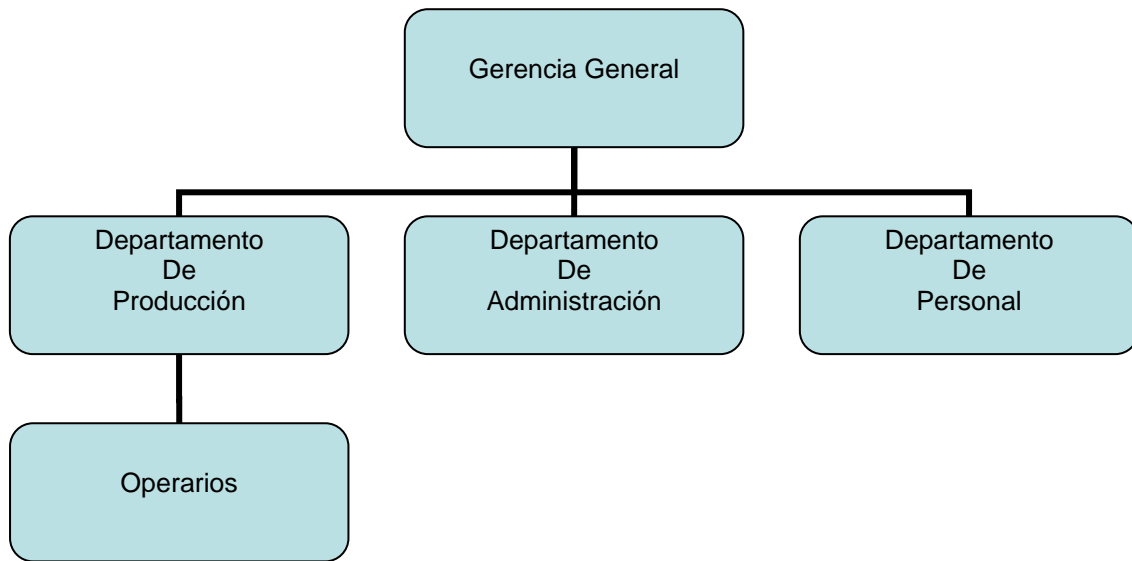 Gerencia General
Departamento
De
Producción
Departamento
De
Administración
Departamento
De
Personal
Operarios